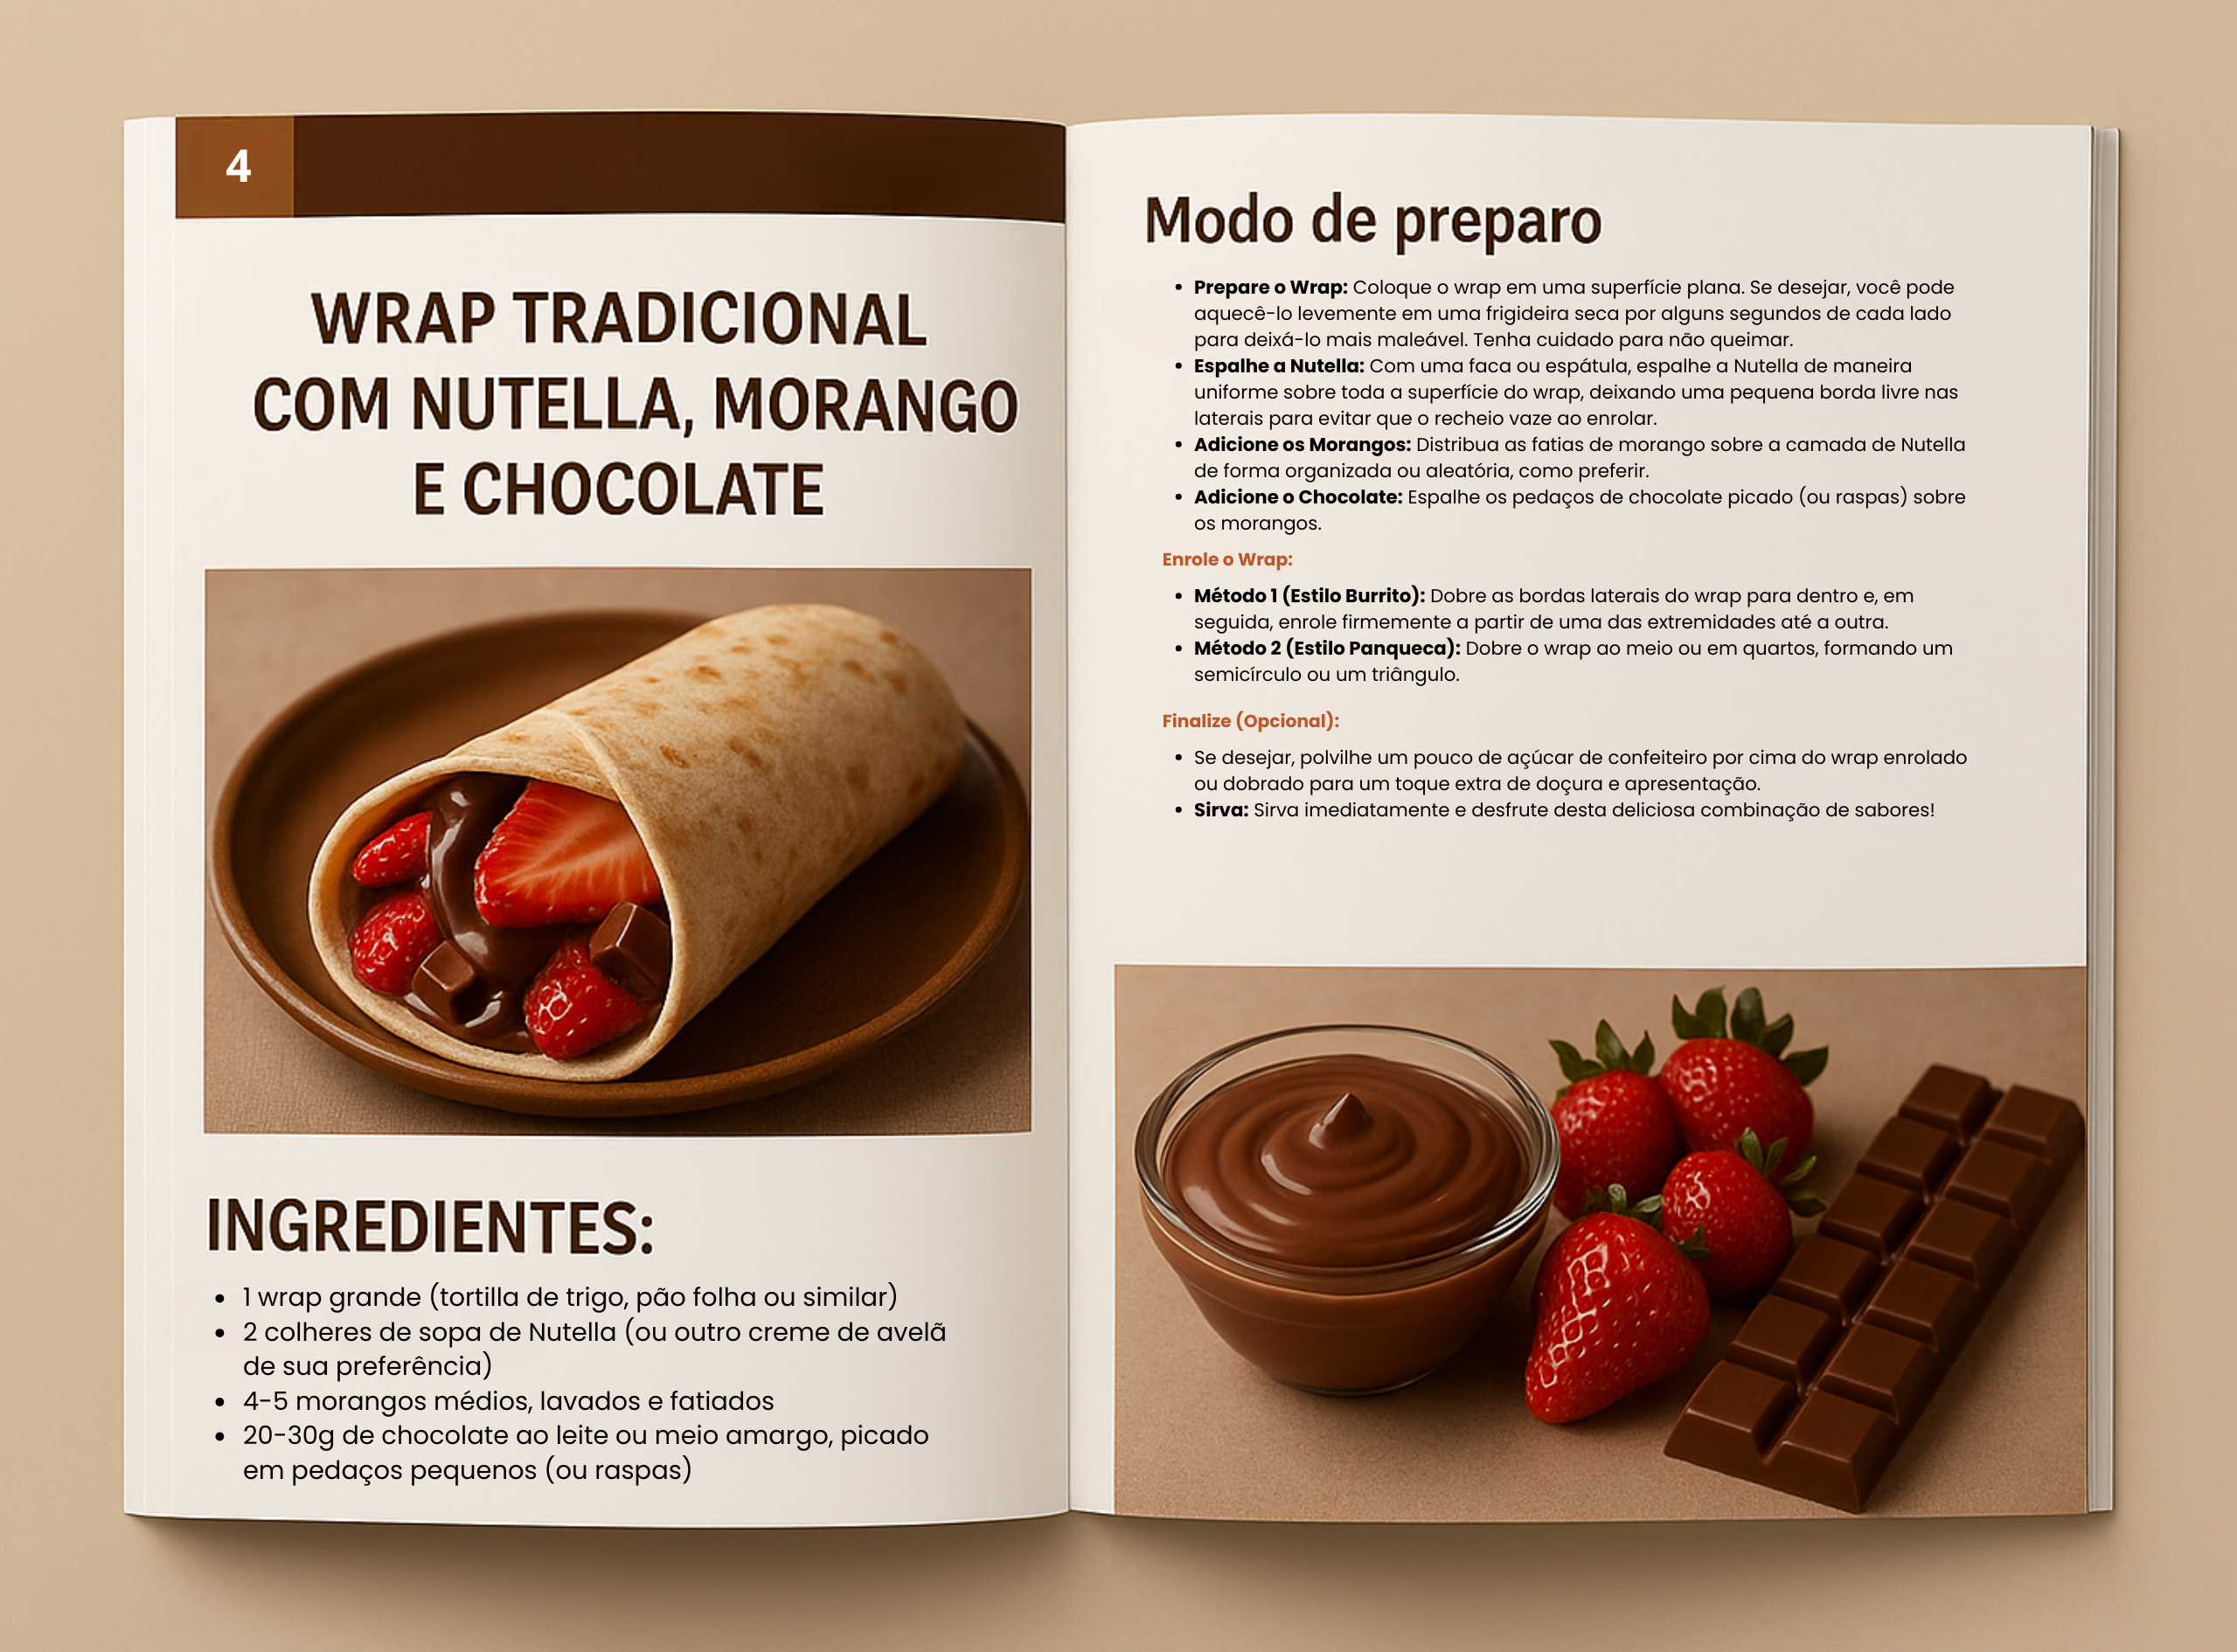 4
WRAP TRADICIONAL
COM NUTELLA, MORANGO
E CHOCOLATE
INGREDIENTES:
• 1 wrap grande (tortilla de trigo, pão folha ou similar)
• 2 colheres de sopa de Nutella (ou outro creme de avelã
de sua preferência)
• 4-5 morangos médios, lavados e fatiados
• 20-30g de chocolate ao leite ou meio amargo, picado
em pedaços pequenos (ou raspas)
Modo de preparo
• Prepare o Wrap: Coloque o wrap em uma superfície plana. Se desejar, você pode
aquecê-lo levemente em uma frigideira seca por alguns segundos de cada lado
para deixá-lo mais maleável. Tenha cuidado para não queimar.
• Espalhe a Nutella: Com uma faca ou espátula, espalhe a Nutella de maneira
uniforme sobre toda a superfície do wrap, deixando uma pequena borda livre nas
laterais para evitar que o recheio vaze ao enrolar.
• Adicione os Morangos: Distribua as fatias de morango sobre a camada de Nutella
de forma organizada ou aleatória, como preferir.
• Adicione o Chocolate: Espalhe os pedaços de chocolate picado (ou raspas) sobre
os morangos.
Enrole o Wrap:
• Método 1 (Estilo Burrito): Dobre as bordas laterais do wrap para dentro e, em
seguida, enrole firmemente a partir de uma das extremidades até a outra.
• Método 2 (Estilo Panqueca): Dobre o wrap ao meio ou em quartos, formando um
semicírculo ou um triângulo.
Finalize (Opcional):
• Se desejar, polvilhe um pouco de açúcar de confeiteiro por cima do wrap enrolado
ou dobrado para um toque extra de doçura e apresentação.
• Sirva: Sirva imediatamente e desfrute desta deliciosa combinação de sabores!